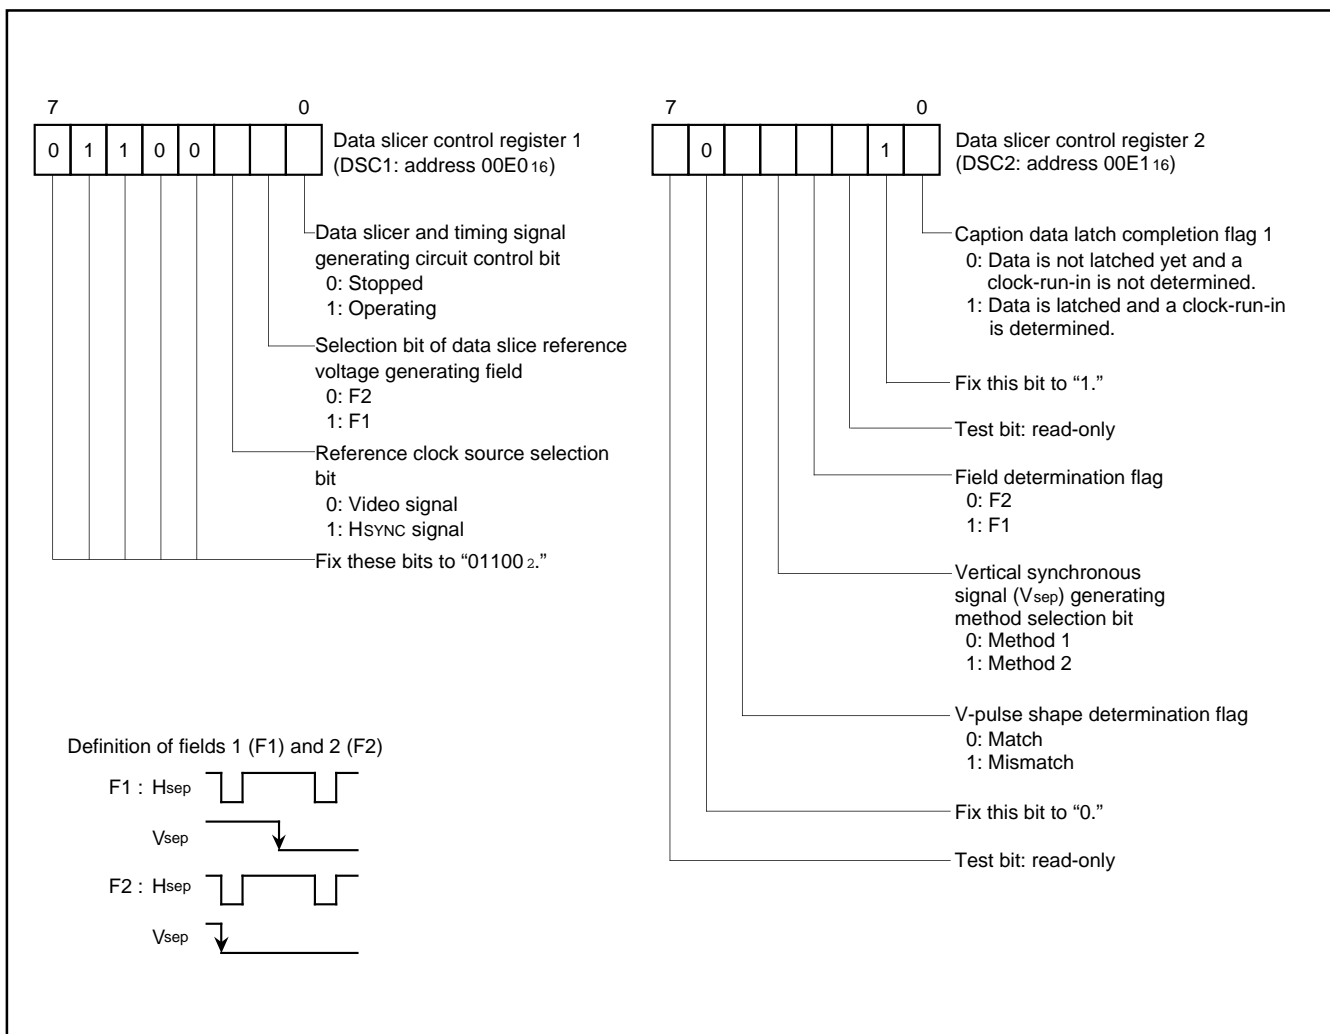 7 0
0 1 1 0 0
Data slicer control register 1
(DSC1: address 00E016)
Data slicer and timing signal
generating circuit control bit
0: Stopped
1: Operating
Selection bit of data slice reference
voltage generating field
0: F2
1: F1
Reference clock source selection
bit
0: Video signal
1: HSYNC signal
Fix these bits to “011002.”
Definition of fields 1 (F1) and 2 (F2)
F1 : Hsep
Vsep
F2 : Hsep
Vsep
7 0
0 1
Data slicer control register 2
(DSC2: address 00E116)
Caption data latch completion flag 1
0: Data is not latched yet and a
clock-run-in is not determined.
1: Data is latched and a clock-run-in
is determined.
Fix this bit to “1.”
Test bit: read-only
Field determination flag
0: F2
1: F1
Vertical synchronous
signal (Vsep) generating
method selection bit
0: Method 1
1: Method 2
V-pulse shape determination flag
0: Match
1: Mismatch
Fix this bit to “0.”
Test bit: read-only